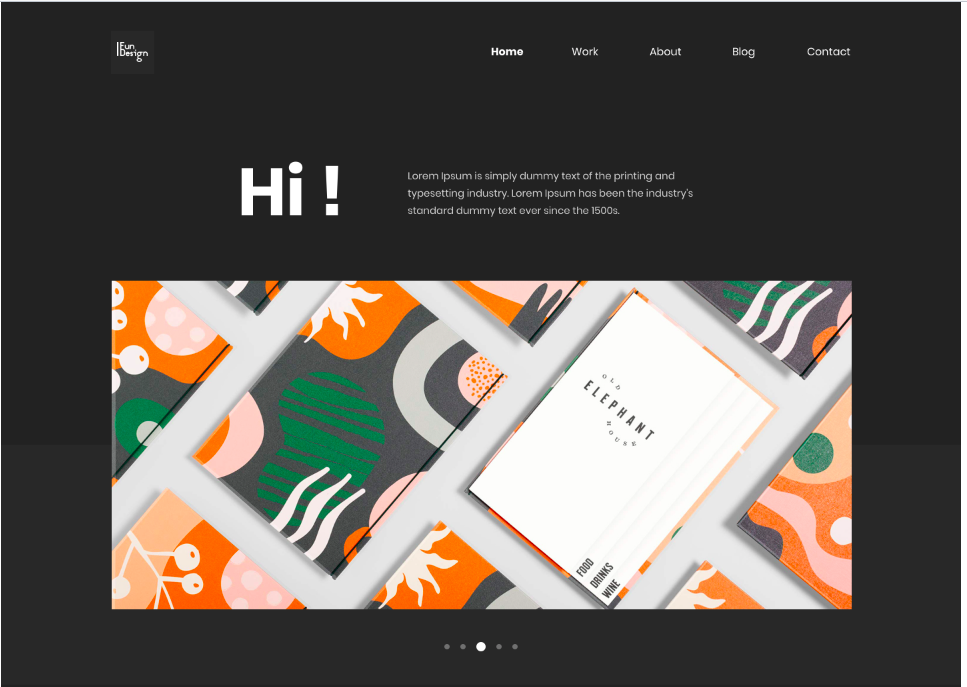 Fun
Design
Home
Work
About
Blog
Contact
Hi !
Lorem Ipsum is simply dummy text of the printing and
typesetting industry. Lorem Ipsum has been the industry's
standard dummy text ever since the 1500s.
OLD
ELEPHANT
HOUSE
FOOD
DRINKS
WINE